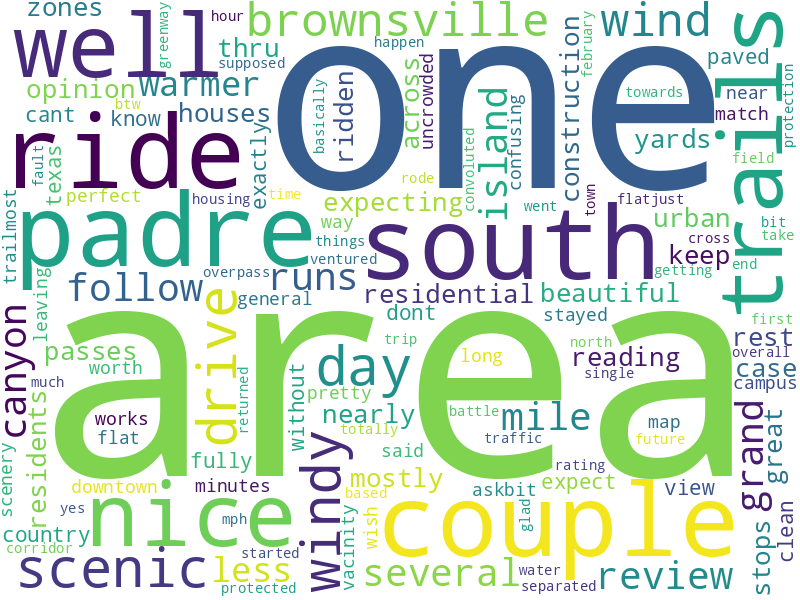 zones
hour
brownsville
wind
well
one
greenway
supposed
thru
happen
february
paved
opinion
warmer
btw
basically
ridden
across
uncrowded
construction
towards
near
protection
cant
know
houses
match
ride
confusing
yards
trails
fault
texas
exactly
island
convoluted
field
perfect
housing
time
rode
expecting
went
town
flatjust
bit
trailmost
padre
way
south
urban
cross
take
things
ventured
keep
getting
end
leaving
overpass
follow
runs
general
residential
beautiful
canyon
drive
dont
stayed
first
passes
much
worth
day
trip
long
north
reading
overall
rest
area
single
case
campus
residents
returned
without
pretty
nearly
battle
mile
map
works
flat
totally
traffic
future
grand
great
scenery
windy
said
fully
rating
downtown
minutes
mostly
expect
view
yes
nice
based
couple
askbit
clean
country
mph
vacinity
wish
glad
stops
corridor
started
scenic
less
protected
several
water
separated
review